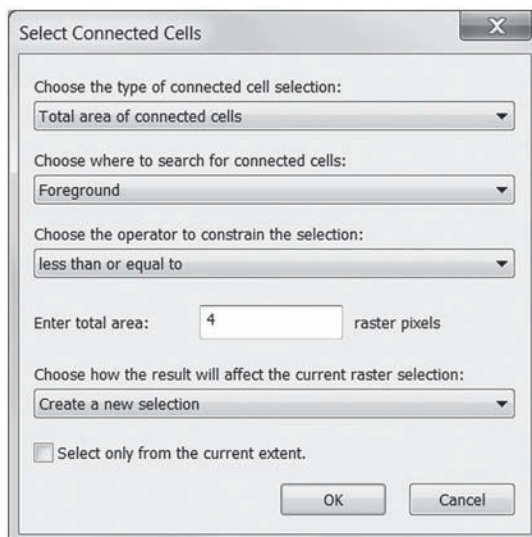 Select Connected Cells
Choose the type of connected cell selection:
Total area of connected cells
Choose where to search for connected cells:
Foreground
Choose the operator to constrain the selection:
less than or equal to
Enter total area: 4 raster pixels
Choose how the result will affect the current raster selection:
Create a new selection
Select only from the current extent.
OK Cancel